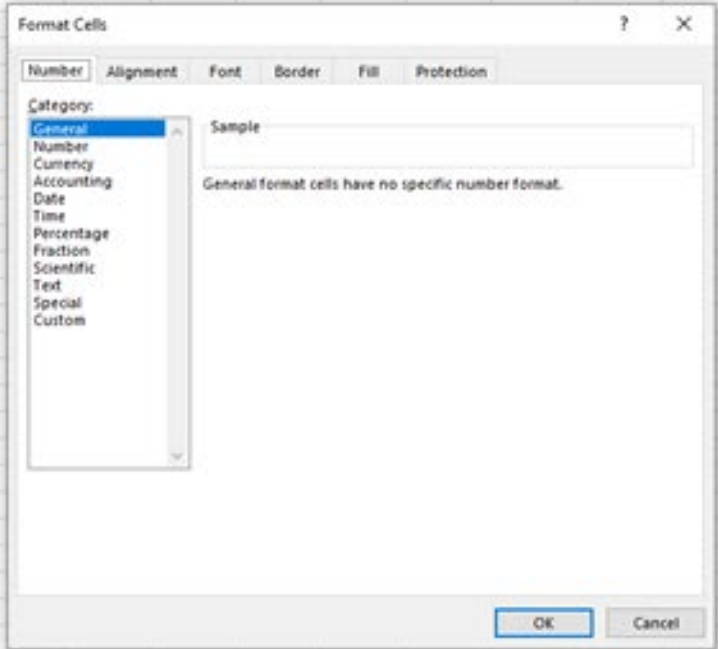 Format Cells ? ×
Number Alignment Font Border Fill Protection
Category:
General
Number
Currency
Accounting
Date
Time
Percentage
Fraction
Scientific
Text
Special
Custom
Sample
General format cells have no specific number format.
OK Cancel